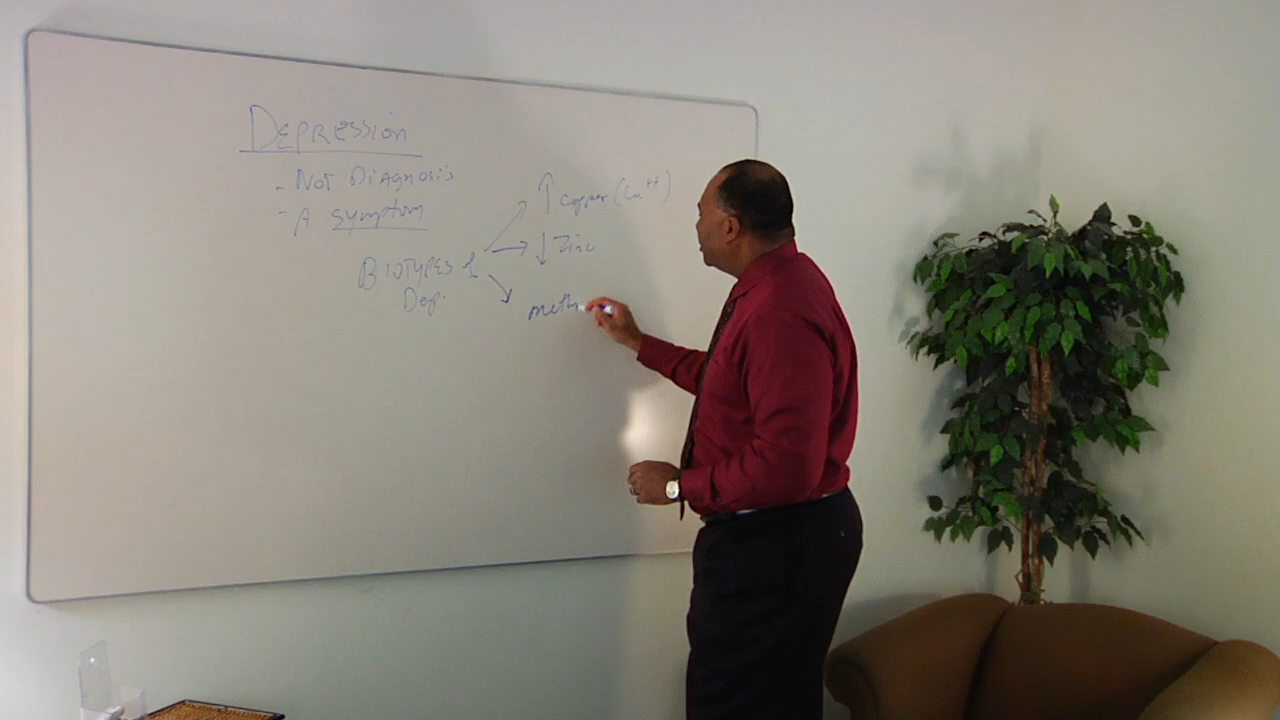 Depression
- Not Diagnosis
- A symptom
↑ Copper (Cu++)
↓ Zinc
Biotypes of
Dep.
meth